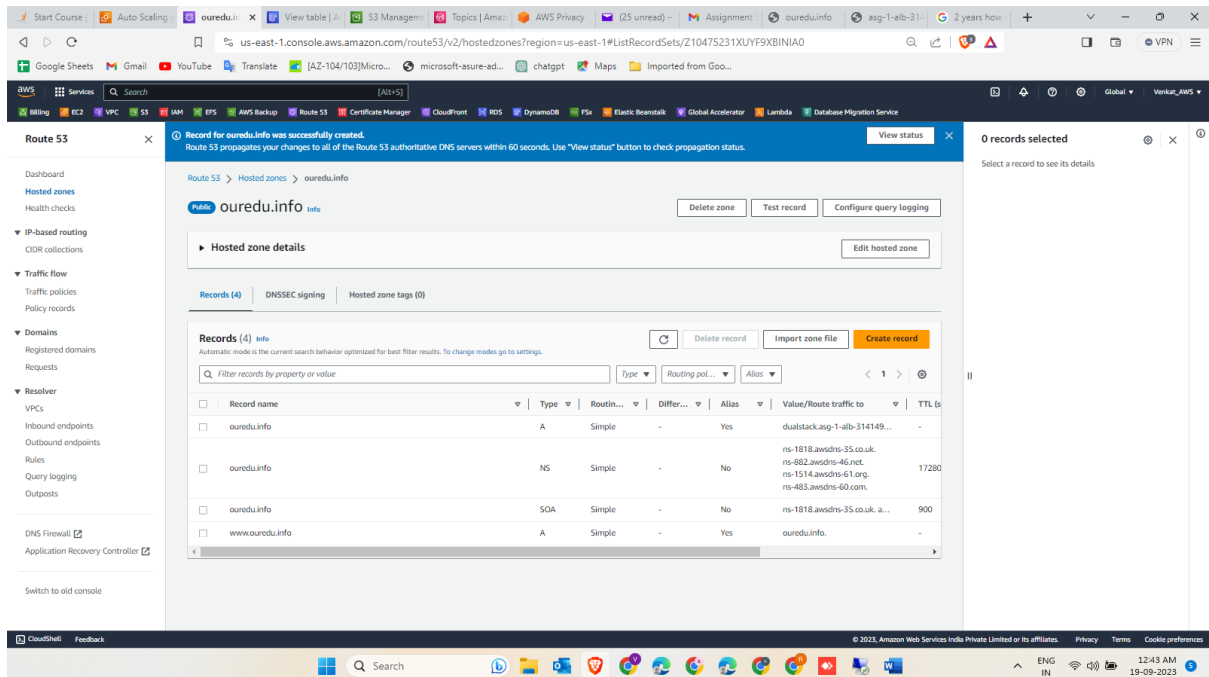 Start Course |
Auto Scaling
ouredu.in
View table | A
S3 Manageme
Topics | Amaz
AWS Privacy
(25 unread) –
Assignment
ouredu.info
asg-1-alb-314
2 years how
us-east-1.console.aws.amazon.com/route53/v2/hostedzones?region=us-east-1#ListRecordSets/Z10475231XUYF9XBINIA0
VPN
Google Sheets
Gmail
YouTube
Translate
[AZ-104/103]Micro...
microsoft-asure-ad...
chatgpt
Maps
Imported from Goo...
aws
Services
Search
[Alt+S]
Global
Venkat_AWS
Billing
EC2
VPC
S3
IAM
EFS
AWS Backup
Route 53
Certificate Manager
CloudFront
RDS
DynamoDB
FSx
Elastic Beanstalk
Global Accelerator
Lambda
Database Migration Service
Route 53
Dashboard
Hosted zones
Health checks
IP-based routing
CIDR collections
Traffic flow
Traffic policies
Policy records
Domains
Registered domains
Requests
Resolver
VPCs
Inbound endpoints
Outbound endpoints
Rules
Query logging
Outposts
DNS Firewall
Application Recovery Controller
Switch to old console
Record for ouredu.info was successfully created.
Route 53 propagates your changes to all of the Route 53 authoritative DNS servers within 60 seconds. Use "View status" button to check propagation status.
View status
Route 53 > Hosted zones > ouredu.info
Public ouredu.info Info
Delete zone
Test record
Configure query logging
Hosted zone details
Edit hosted zone
Records (4)
DNSSEC signing
Hosted zone tags (0)
Records (4) Info
Automatic mode is the current search behavior optimized for best filter results. To change modes go to settings.
Delete record
Import zone file
Create record
Filter records by property or value
Type
Routing pol...
Alias
1
Record name Type Routin... Differ... Alias Value/Route traffic to TTL (s
ouredu.info A Simple - Yes dualstack.asg-1-alb-314149... -
ouredu.info NS Simple - No ns-1818.awsdns-35.co.uk.
ns-882.awsdns-46.net.
ns-1514.awsdns-61.org.
ns-483.awsdns-60.com.
17280
ouredu.info SOA Simple - No ns-1818.awsdns-35.co.uk. a... 900
www.ouredu.info A Simple - Yes ouredu.info. -
0 records selected
Select a record to see its details
CloudShell
Feedback
© 2023, Amazon Web Services India Private Limited or its affiliates.
Privacy
Terms
Cookie preferences
Search
ENG
IN
12:43 AM
19-09-2023
5